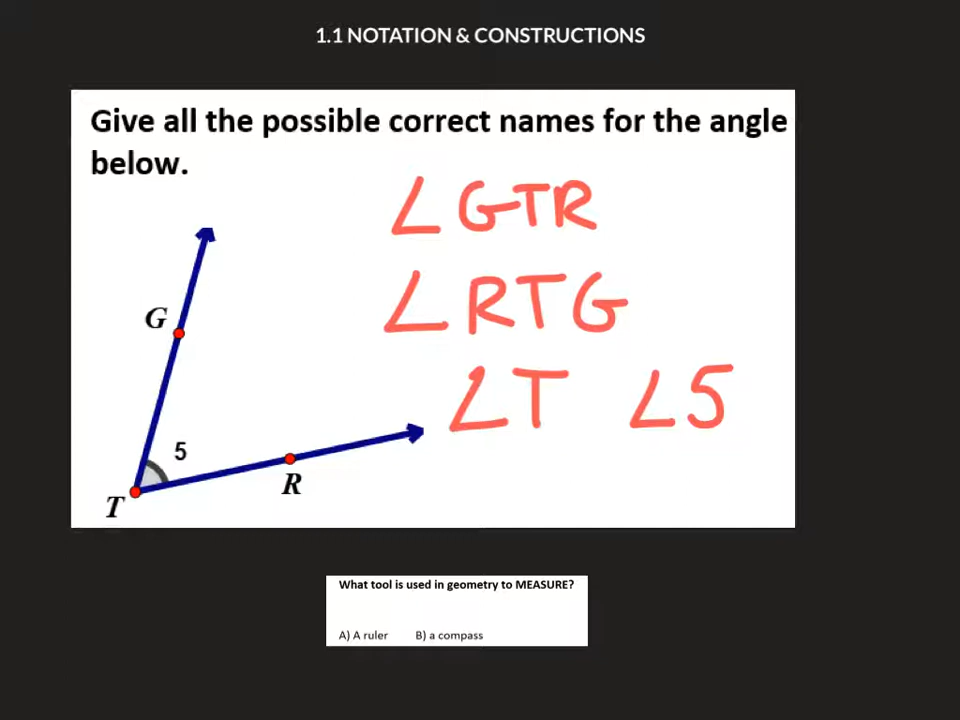 1.1 NOTATION & CONSTRUCTIONS
Give all the possible correct names for the angle
below.
∠GTR
∠RTG
∠T ∠5
G
5
R
T
What tool is used in geometry to MEASURE?
A) A ruler B) a compass